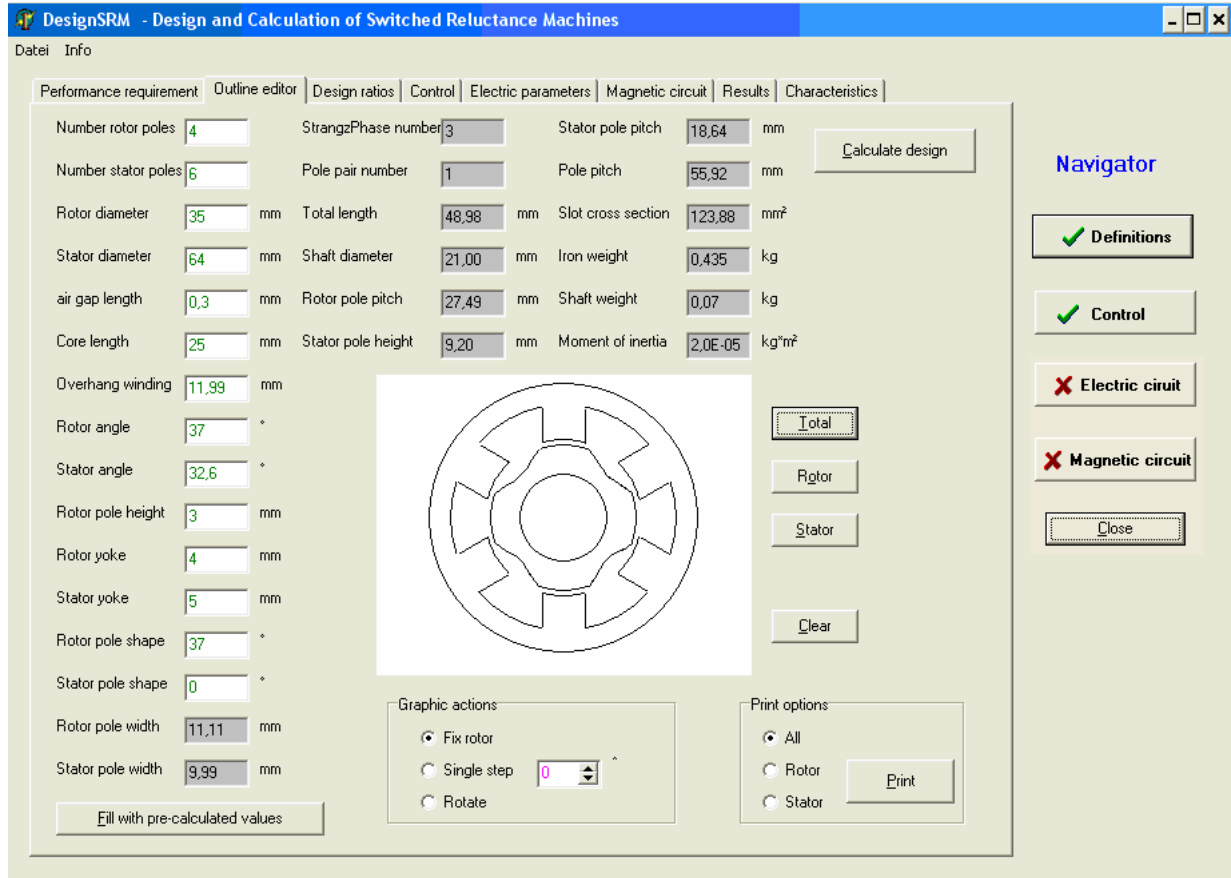 DesignSRM - Design and Calculation of Switched Reluctance Machines
Datei Info
Performance requirement Outline editor Design ratios Control Electric parameters Magnetic circuit Results Characteristics
Number rotor poles 4 StrangzPhase number 3 Stator pole pitch 18,64 mm Calculate design
Number stator poles 6 Pole pair number 1 Pole pitch 55,92 mm
Navigator
Rotor diameter 35 mm Total length 48,98 mm Slot cross section 123,88 mm²
Definitions
Stator diameter 64 mm Shaft diameter 21,00 mm Iron weight 0,435 kg
air gap length 0,3 mm Rotor pole pitch 27,49 mm Shaft weight 0,07 kg
Control
Core length 25 mm Stator pole height 9,20 mm Moment of inertia 2,0E-05 kg*m²
Overhang winding 11,99 mm
Electric ciruit
Rotor angle 37 °
Total
Stator angle 32,6 °
Rotor
Magnetic circuit
Rotor pole height 3 mm
Stator
Close
Rotor yoke 4 mm
Stator yoke 5 mm
Clear
Rotor pole shape 37 °
Stator pole shape 0 °
Graphic actions Print options
Rotor pole width 11,11 mm
Fix rotor All
Stator pole width 9,99 mm
Single step 0 ° Rotor Print
Rotate Stator
Fill with pre-calculated values